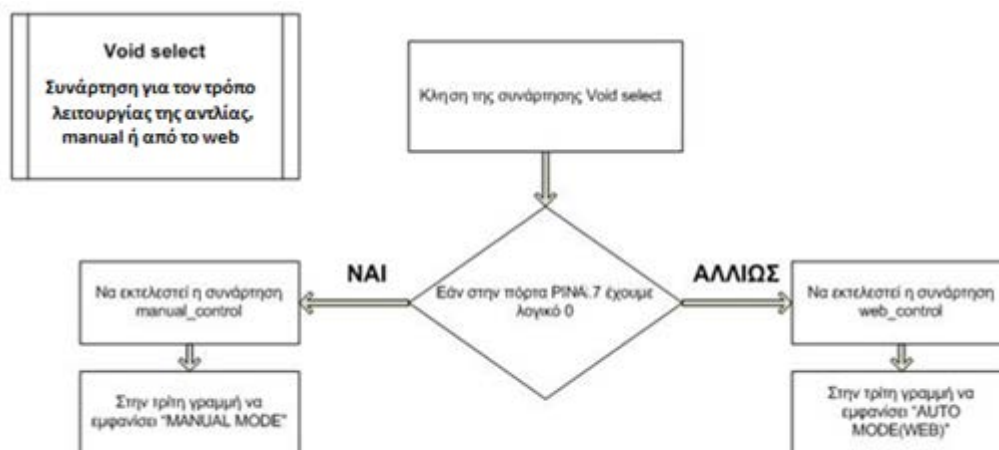 Void select
Συνάρτηση για τον τρόπο
λειτουργίας της αντλίας,
manual ή από το web
Κληση της συνάρτησης Void select
Εάν στην πόρτα PINA.7 έχουμε
λογικό 0
ΝΑΙ
ΑΛΛΙΩΣ
Να εκτελεστεί η συνάρτηση
manual_control
Στην τρίτη γραμμή να
εμφανίσει "MANUAL MODE"
Να εκτελεστεί η συνάρτηση
web_control
Στην τρίτη γραμμή να
εμφανίσει "AUTO
MODE(WEB)"